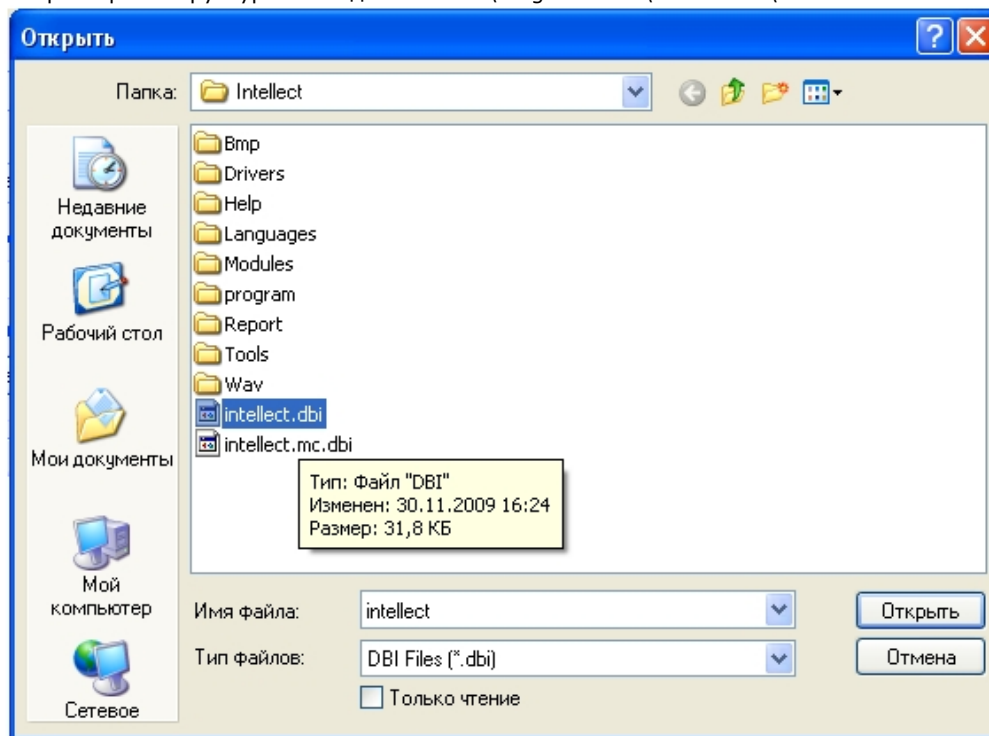 Открыть
Папка: Intellect
Bmp
Drivers
Help
Languages
Modules
program
Report
Tools
Wav
intellect.dbi
intellect.mc.dbi
Тип: Файл "DBI"
Изменен: 30.11.2009 16:24
Размер: 31,8 КБ
Недавние
документы
Рабочий стол
Мои документы
Мой
компьютер
Сетевое
Имя файла: intellect Открыть
Тип файлов: DBI Files (*.dbi) Отмена
Только чтение